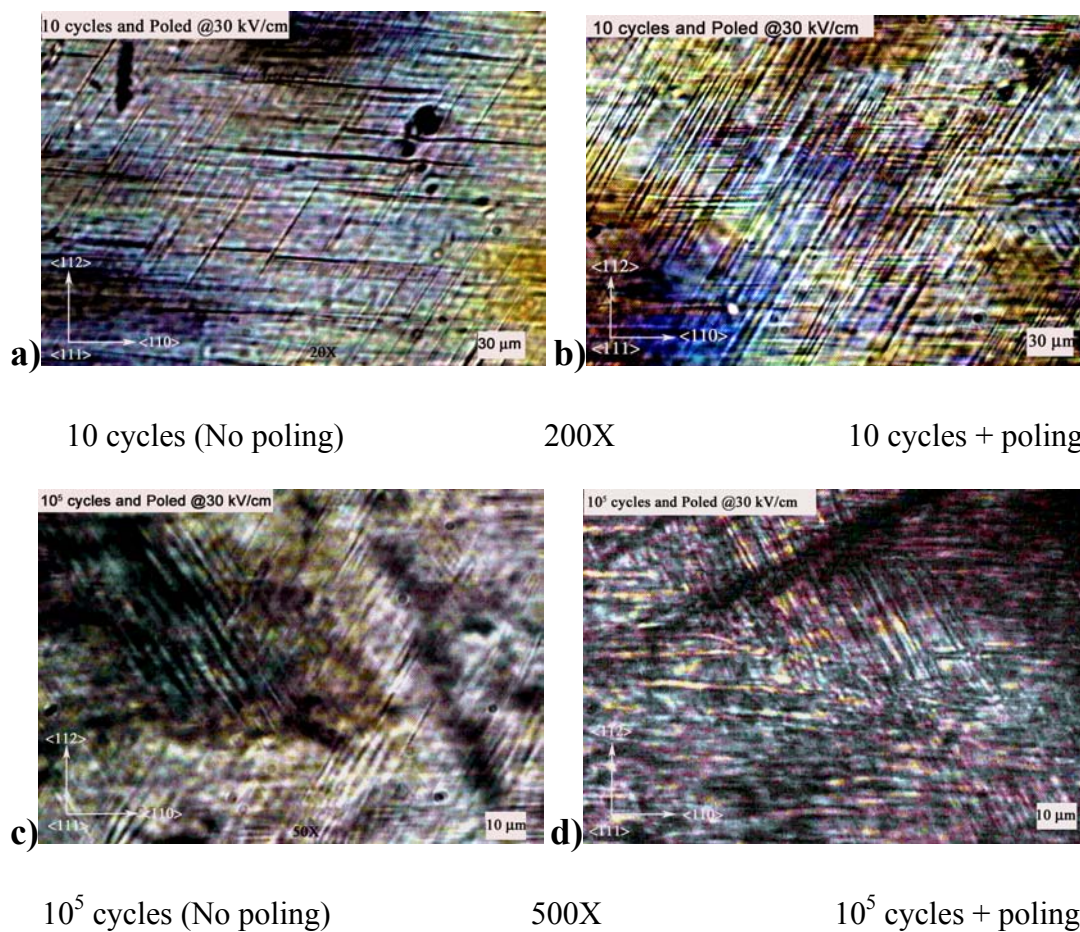 10 cycles and Poled @30 kV/cm
10 cycles and Poled @30 kV/cm
<112>
<111>
<110>
20X
30 μm
a)
<112>
<111>
<110>
30 μm
b)
10 cycles (No poling) 200X 10 cycles + poling
10⁵ cycles and Poled @30 kV/cm
10⁵ cycles and Poled @30 kV/cm
<112>
<111>
<110>
50X
10 μm
c)
<112>
<111>
<110>
10 μm
d)
10⁵ cycles (No poling) 500X 10⁵ cycles + poling